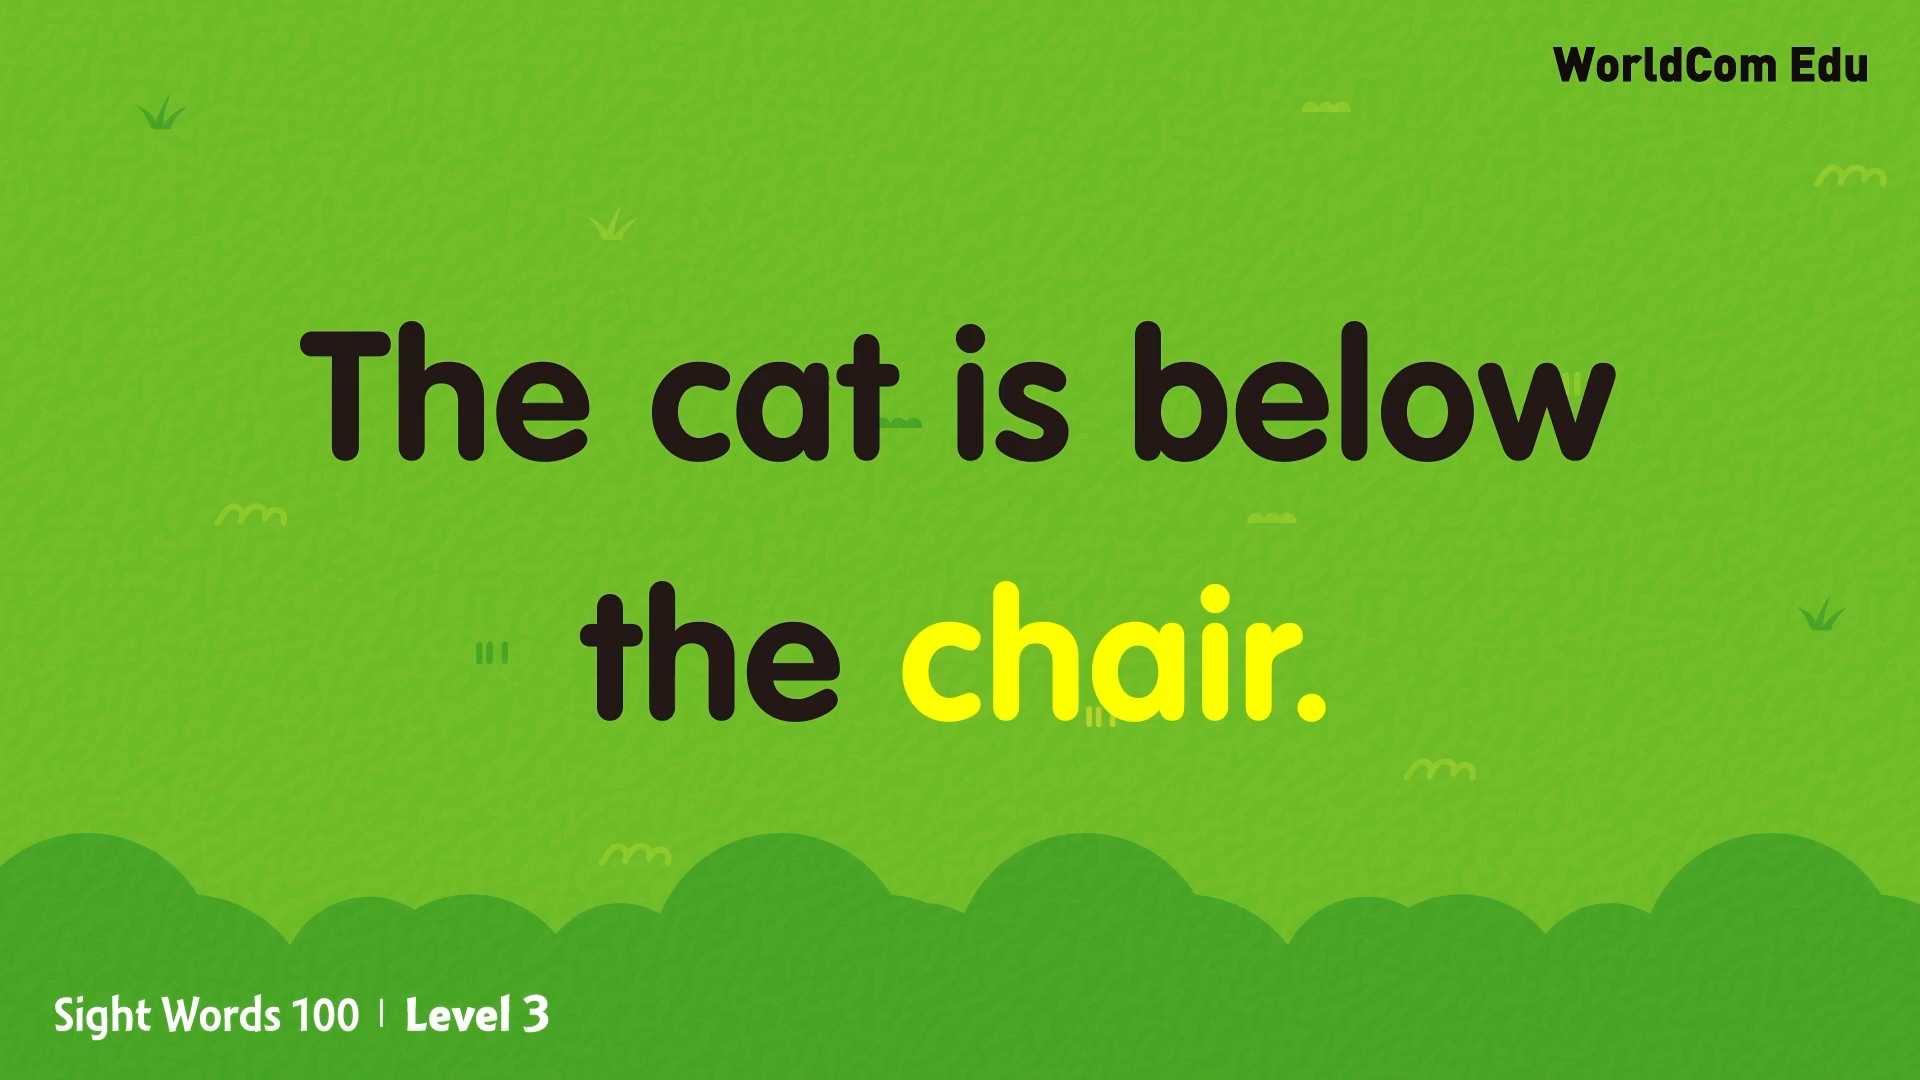 WorldCom Edu
The cat is below
the chair.
Sight Words 100 | Level 3